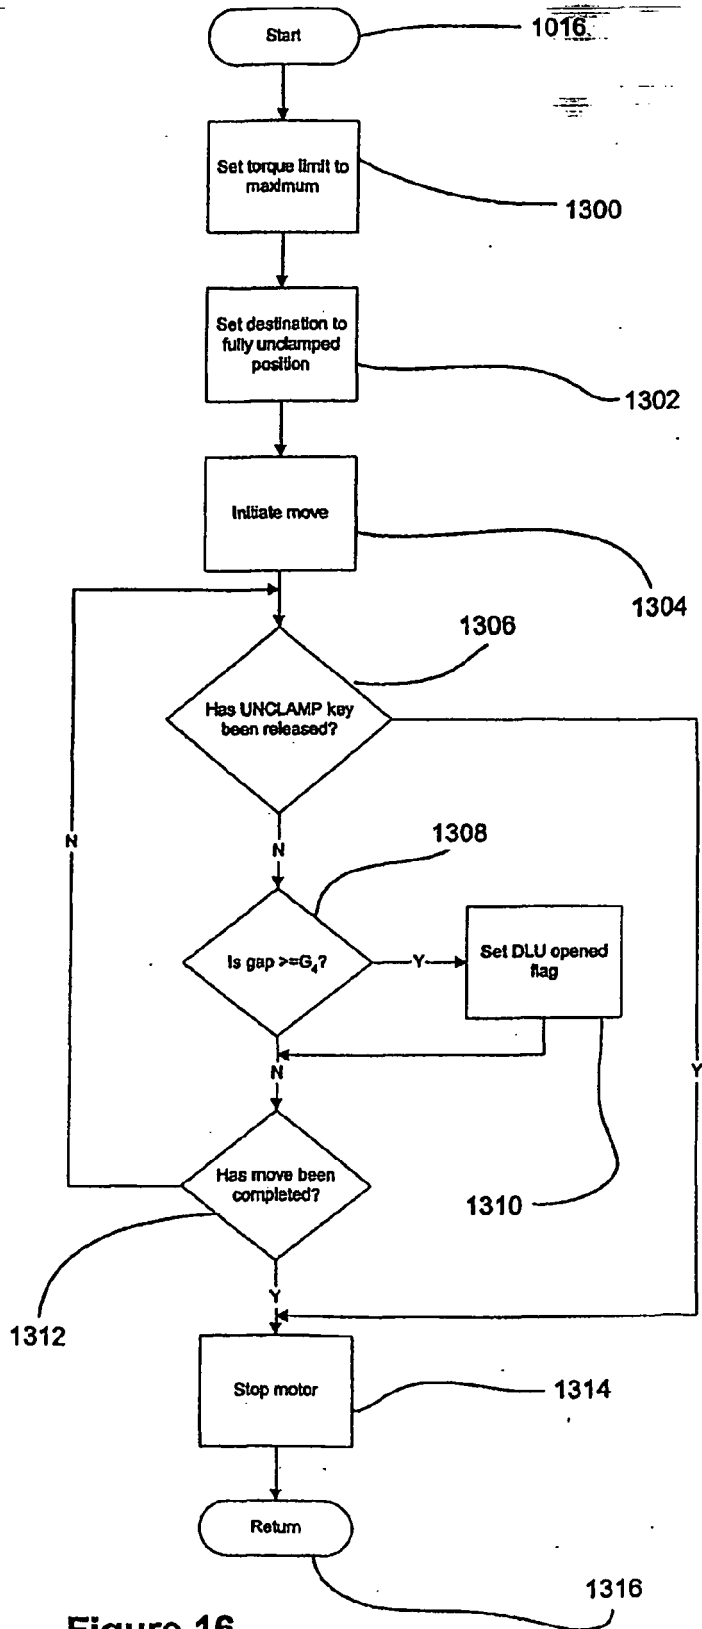 Start
1016
Set torque limit to
maximum
1300
Set destination to
fully unclamped
position
1302
Initiate move
1304
1306
Has UNCLAMP key
been released?
N
N
1308
Is gap >=G₄?
Y
Set DLU opened
flag
Y
N
Has move been
completed?
1310
1312
Y
Stop motor
1314
Return
1316
Figure 16